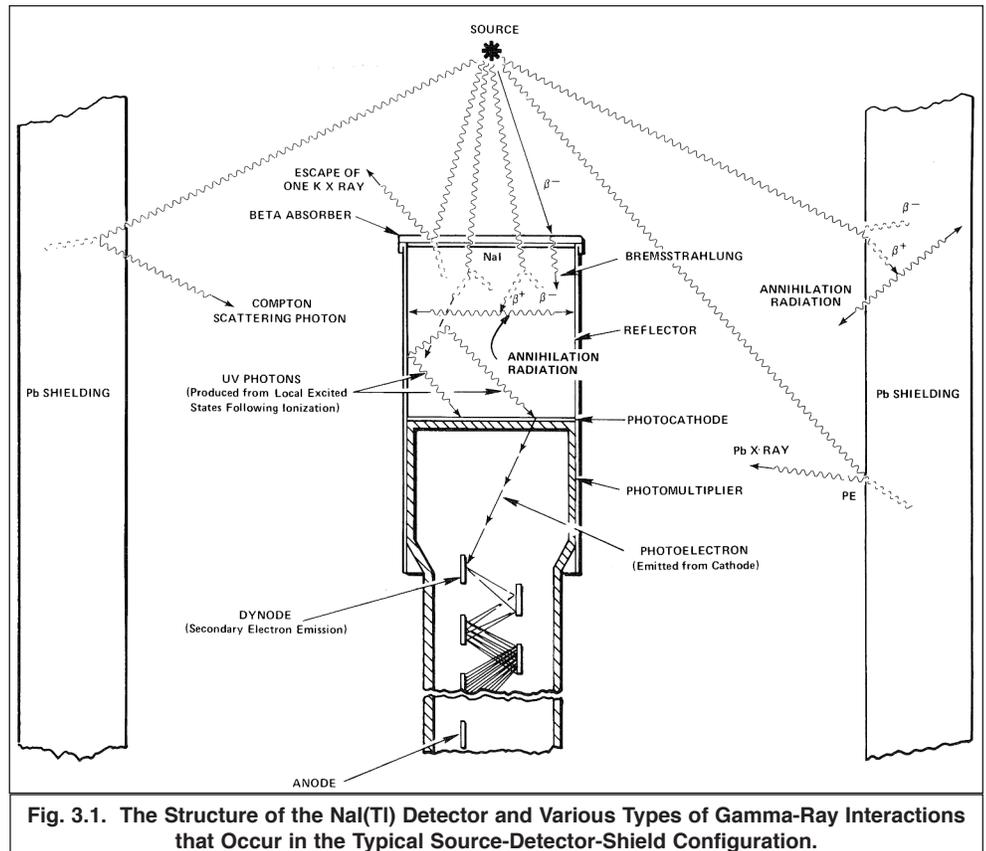 SOURCE
ESCAPE OF
ONE K X RAY
β−
BETA ABSORBER
NaI
BREMSSTRAHLUNG
β−
β+
ANNIHILATION
RADIATION
COMPTON
SCATTERING PHOTON
β+
β−
REFLECTOR
ANNIHILATION
RADIATION
UV PHOTONS
(Produced from Local Excited
States Following Ionization)
Pb SHIELDING
Pb SHIELDING
PHOTOCATHODE
Pb X-RAY
PHOTOMULTIPLIER
PE
PHOTOELECTRON
(Emitted from Cathode)
DYNODE
(Secondary Electron Emission)
ANODE
Fig. 3.1. The Structure of the NaI(Tl) Detector and Various Types of Gamma-Ray Interactions
that Occur in the Typical Source-Detector-Shield Configuration.